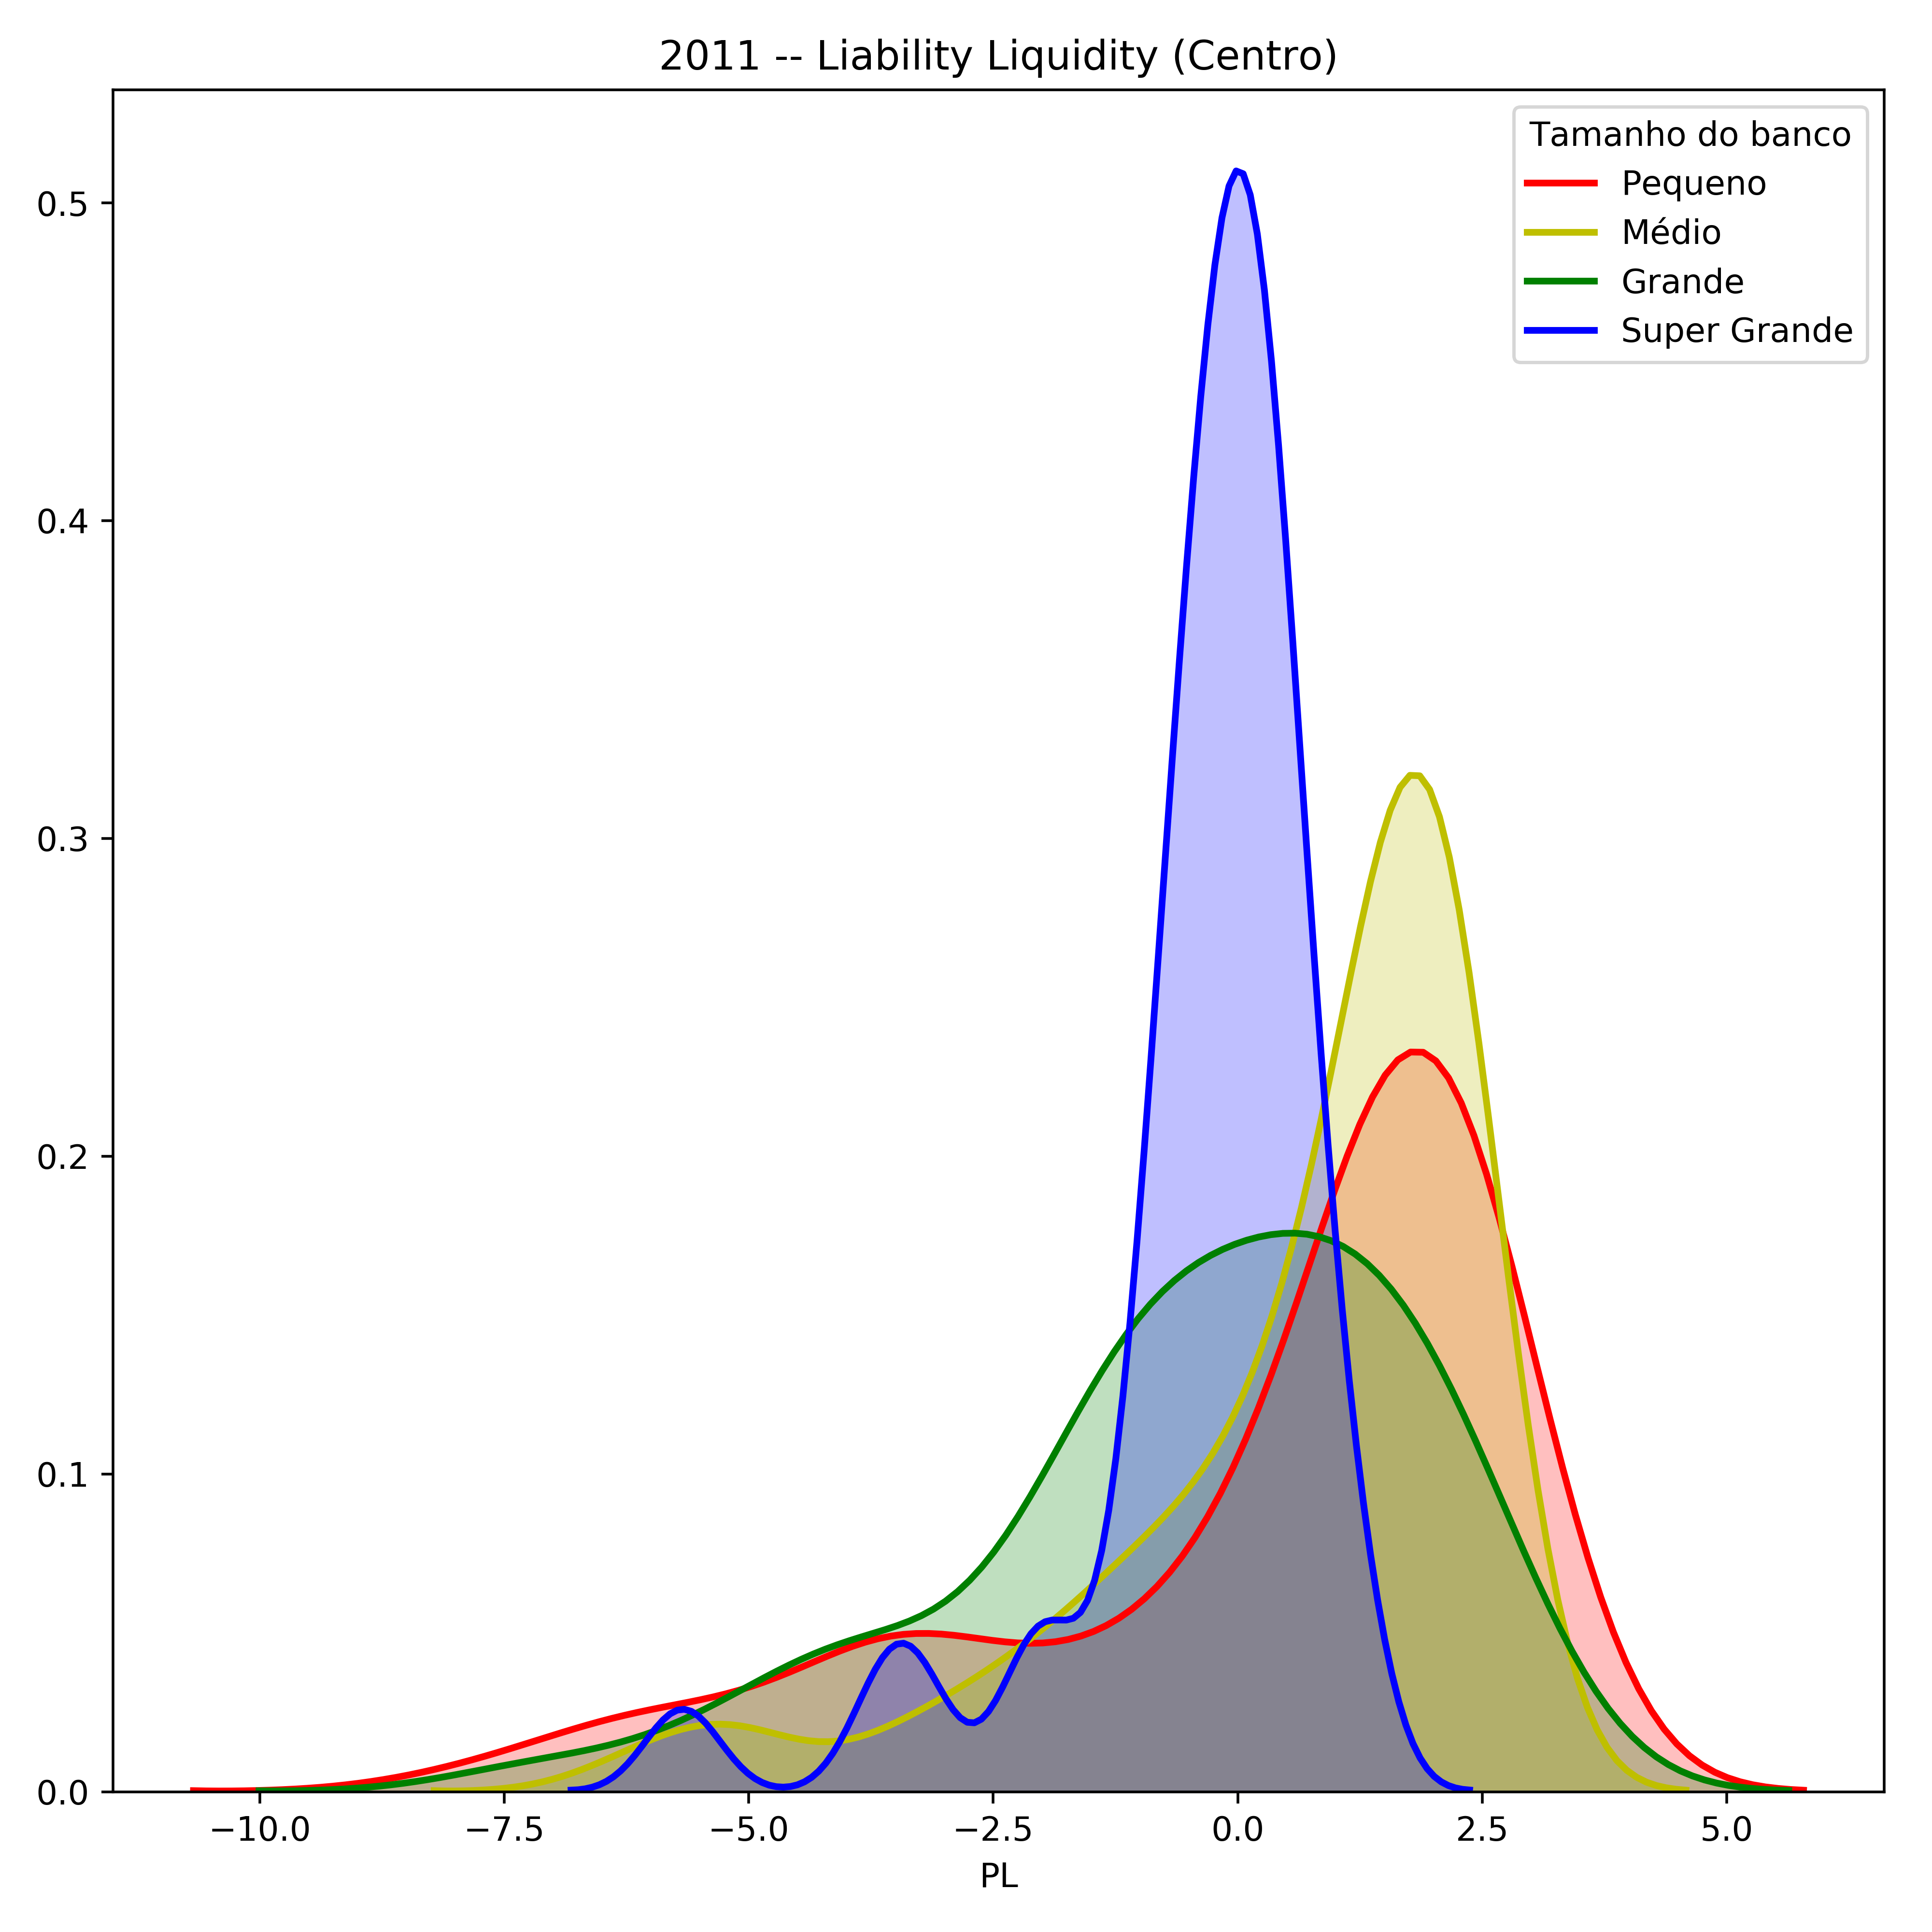 2011 -- Liability Liquidity (Centro)
Tamanho do banco
Pequeno
Médio
Grande
Super Grande
0.5
0.4
0.3
0.2
0.1
0.0
−10.0 −7.5 −5.0 −2.5 0.0 2.5 5.0
PL